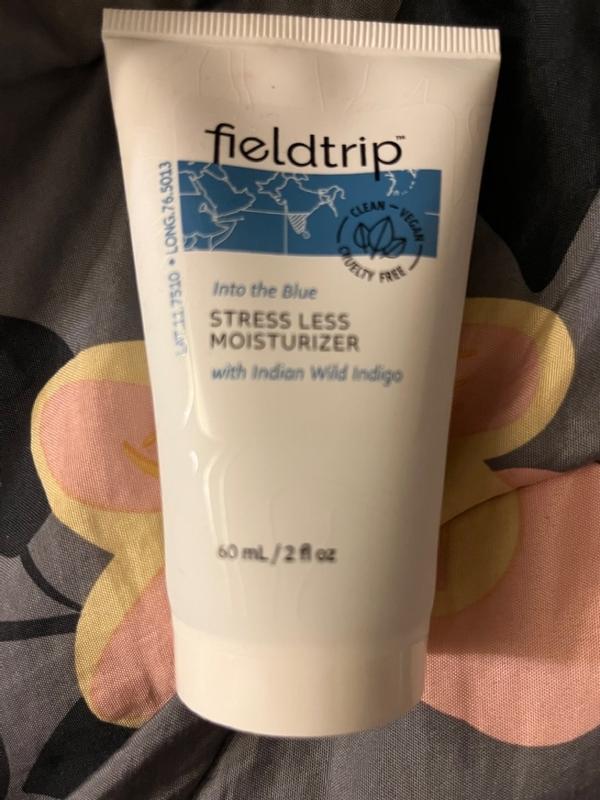 fieldtrip™
LAT.11.7510 • LONG.76.5013
CLEAN – VEGAN –
CRUELTY FREE
Into the Blue
STRESS LESS
MOISTURIZER
with Indian Wild Indigo
60 mL / 2 fl oz